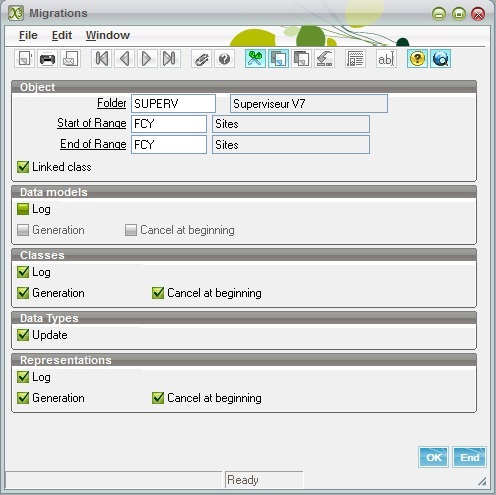 X3 Migrations
File Edit Window
ab
Object
Folder SUPERV Superviseur V7
Start of Range FCY Sites
End of Range FCY Sites
Linked class
Data models
Log
Generation Cancel at beginning
Classes
Log
Generation Cancel at beginning
Data Types
Update
Representations
Log
Generation Cancel at beginning
OK End
Ready